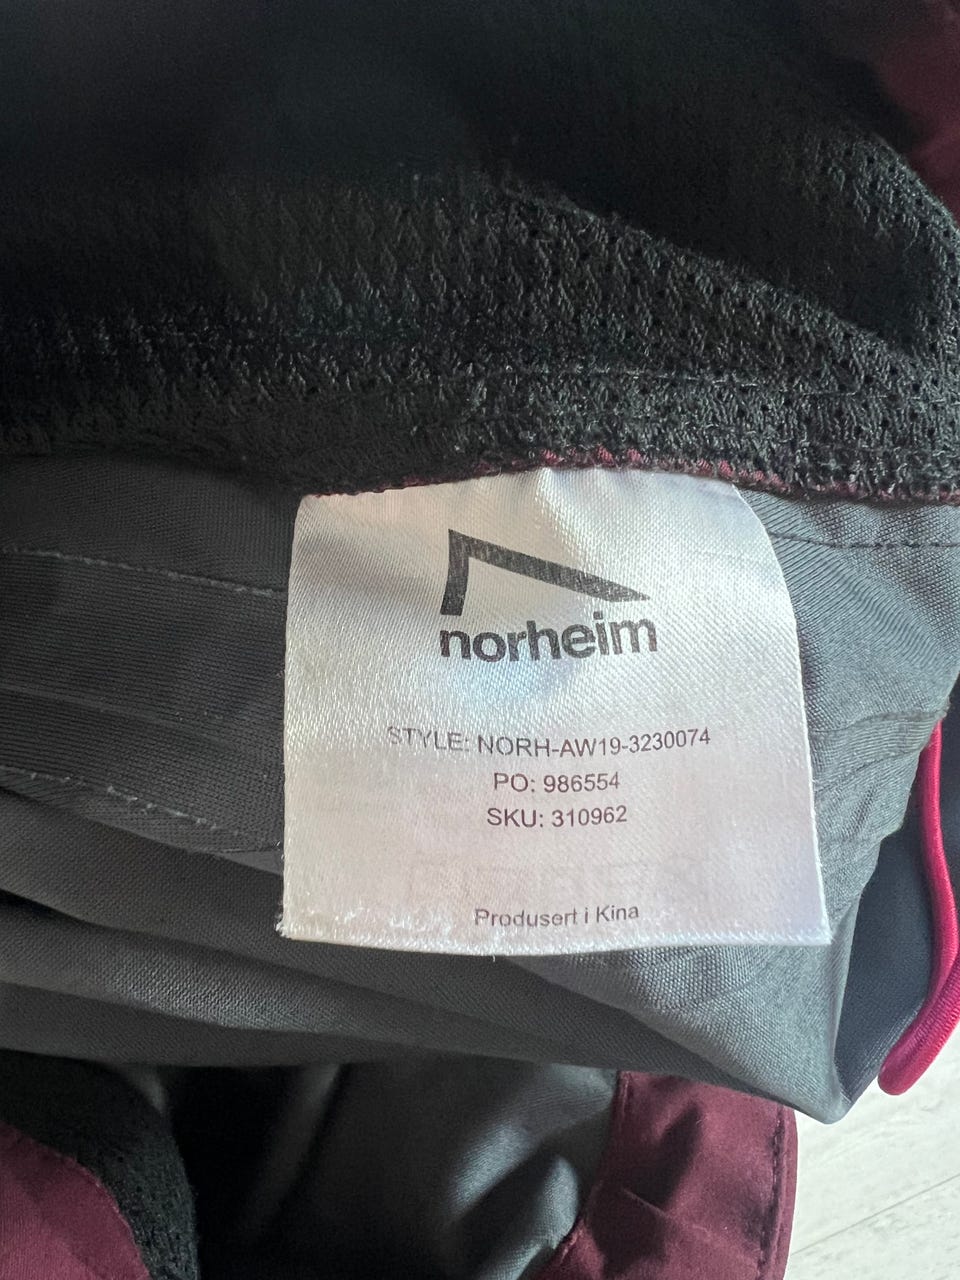 norheim
STYLE: NORH-AW19-3230074
PO: 986554
SKU: 310962
Produsert i Kina